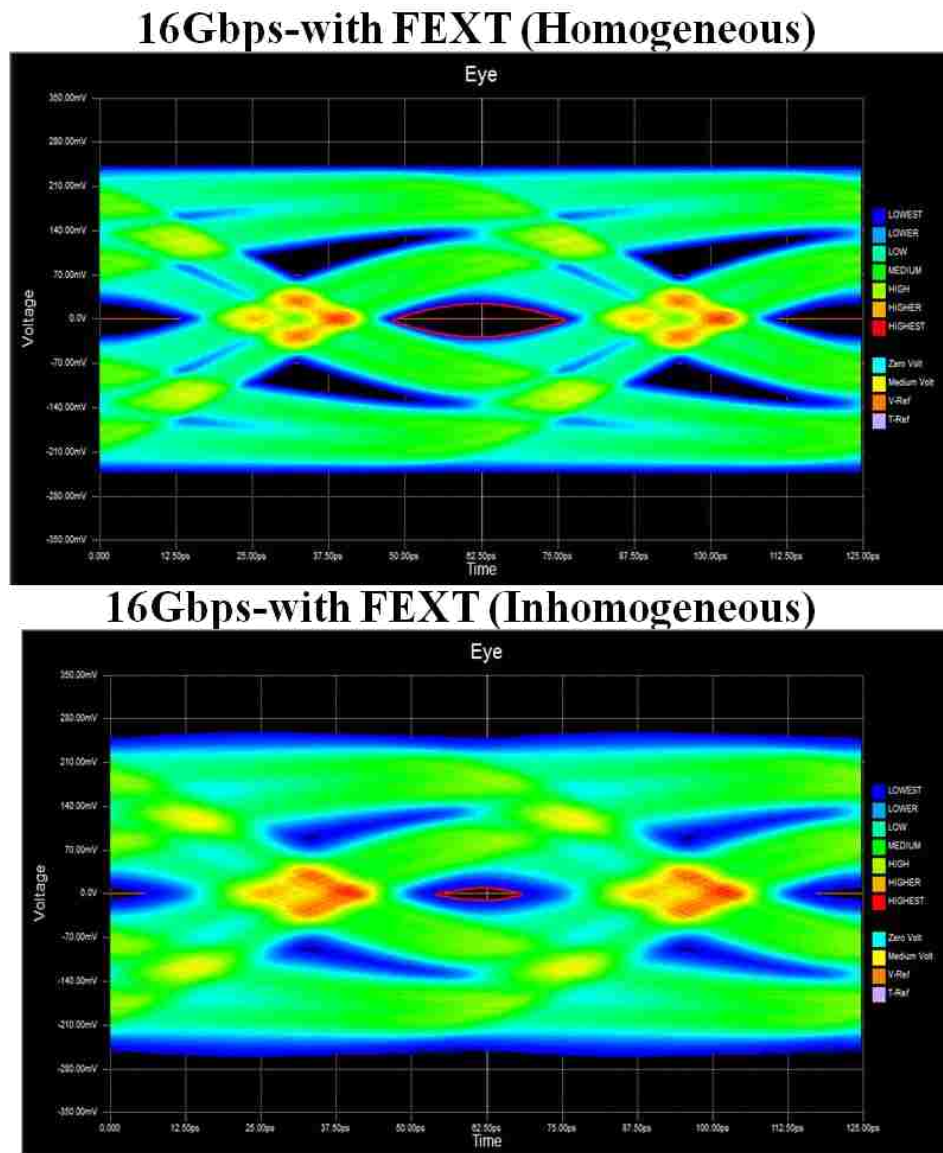 16Gbps-with FEXT (Homogeneous)
Eye
350.00mV
280.00mV
210.00mV
140.00mV
70.00mV
0.0V
-70.00mV
-140.00mV
-210.00mV
-280.00mV
-350.00mV
Voltage
0.000 12.50ps 25.00ps 37.50ps 50.00ps 62.50ps 75.00ps 87.50ps 100.00ps 112.50ps 125.00ps
Time
LOWEST
LOWER
LOW
MEDIUM
HIGH
HIGHER
HIGHEST
Zero Volt
Medium Volt
V-Ref
T-Ref
16Gbps-with FEXT (Inhomogeneous)
Eye
350.00mV
280.00mV
210.00mV
140.00mV
70.00mV
0.0V
-70.00mV
-140.00mV
-210.00mV
-280.00mV
-350.00mV
Voltage
0.000 12.50ps 25.00ps 37.50ps 50.00ps 62.50ps 75.00ps 87.50ps 100.00ps 112.50ps 125.00ps
Time
LOWEST
LOWER
LOW
MEDIUM
HIGH
HIGHER
HIGHEST
Zero Volt
Medium Volt
V-Ref
T-Ref